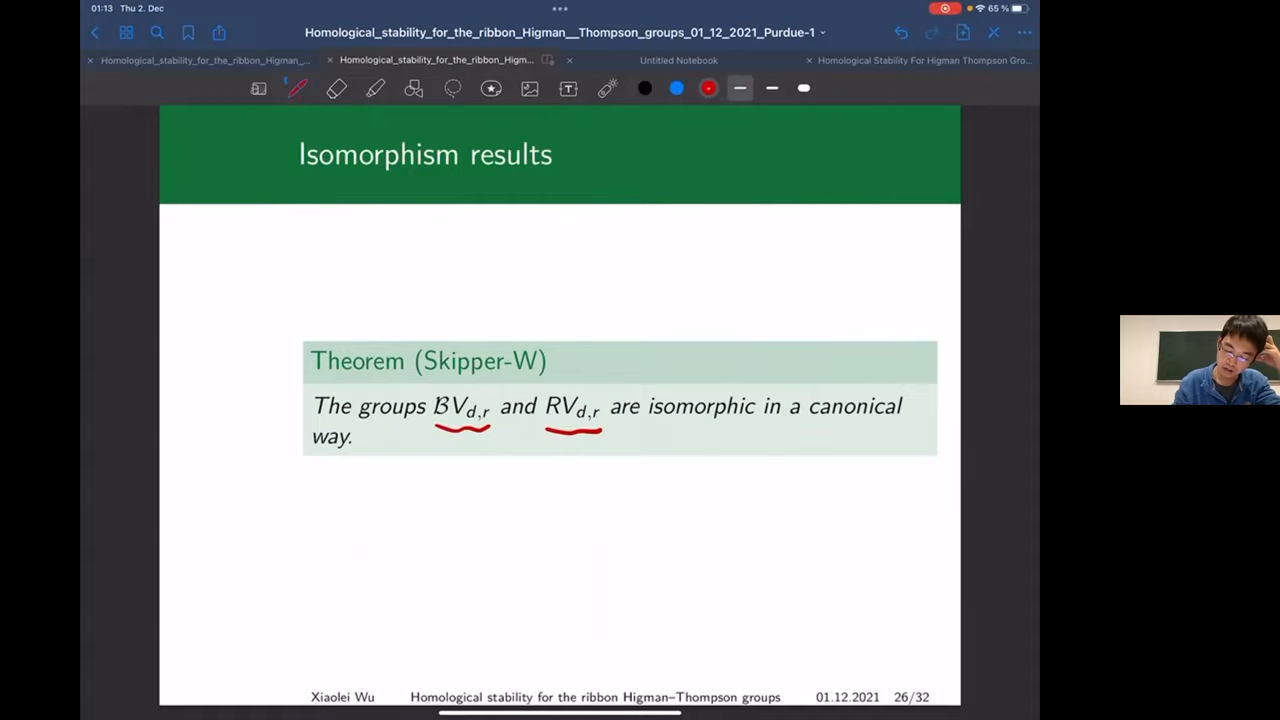 01:13 Thu 2. Dec
65 %
Homological_stability_for_the_ribbon_Higman__Thompson_groups_01_12_2021_Purdue-1
Homological_stability_for_the_ribbon_Higman_... Homological_stability_for_the_ribbon_Higm... Untitled Notebook Homological Stability For Higman Thompson Gro...
Isomorphism results
Theorem (Skipper-W)
The groups ℬV_{d,r} and RV_{d,r} are isomorphic in a canonical
way.
Xiaolei Wu Homological stability for the ribbon Higman–Thompson groups 01.12.2021 26/32